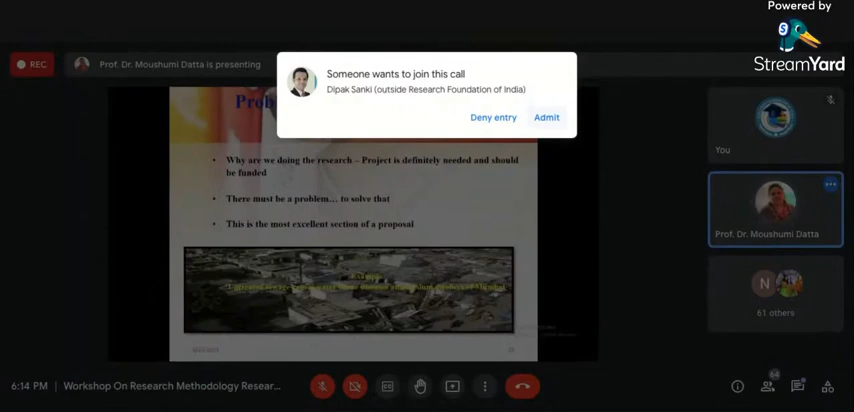 Powered by
S
StreamYard
REC
Prof. Dr. Moushumi Datta is presenting
Someone wants to join this call
Dipak Sanki (outside Research Foundation of India)
Deny entry
Admit
• Why are we doing the research – Project is definitely needed and should
be funded
• There must be a problem… to solve that
• This is the most excellent section of a proposal
You
Prof. Dr. Moushumi Datta
N
61 others
6:14 PM | Workshop On Research Methodology Resear...
CC
64